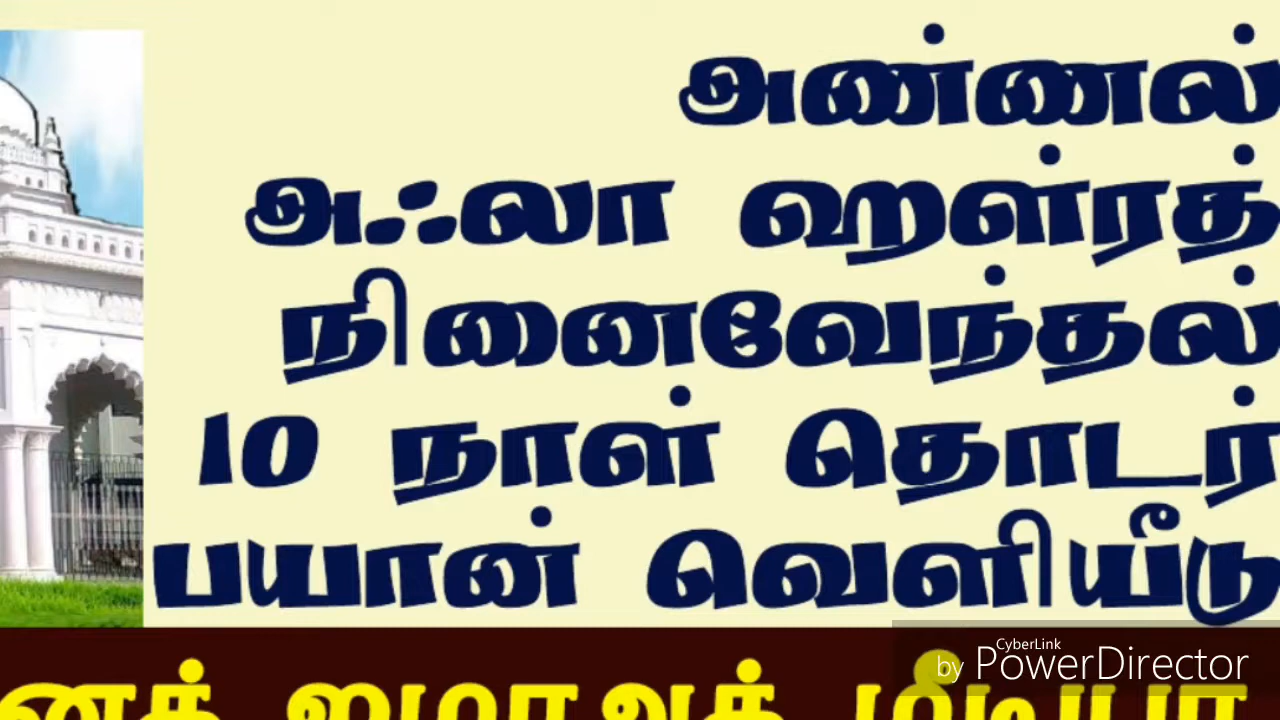 அண்ணல்
அஃலா ஹள்ரத்
நினைவேந்தல்
10 நாள் தொடர்
பயான் வெளியீடு
CyberLink
by PowerDirector